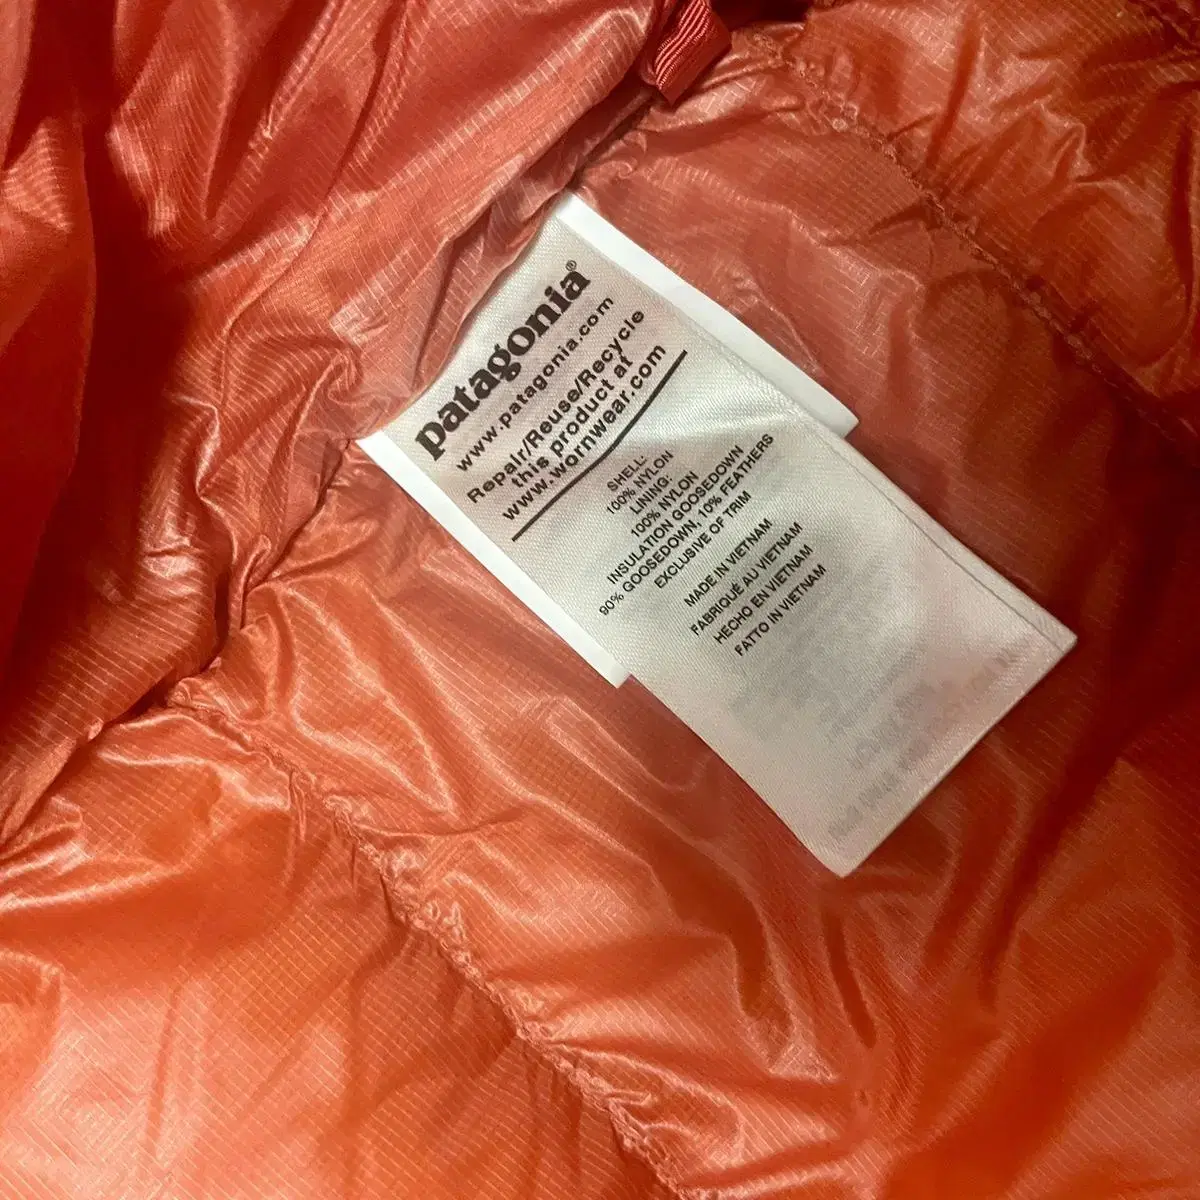 patagonia®
www.patagonia.com
Repair/Reuse/Recycle
this product at
www.wornwear.com
SHELL:
100% NYLON
LINING:
100% NYLON
INSULATION GOOSEDOWN
90% GOOSEDOWN, 10% FEATHERS
EXCLUSIVE OF TRIM
MADE IN VIETNAM
FABRIQUÉ AU VIETNAM
HECHO EN VIETNAM
FATTO IN VIETNAM